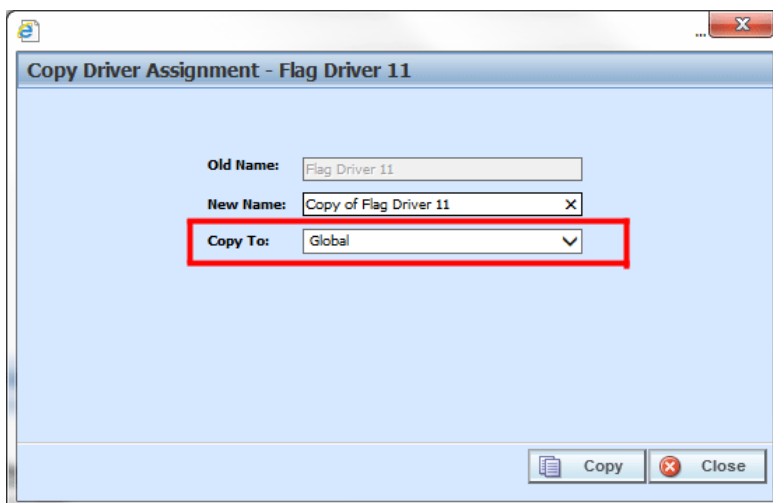 ...
Copy Driver Assignment - Flag Driver 11
Old Name: Flag Driver 11
New Name: Copy of Flag Driver 11
Copy To: Global
Copy Close